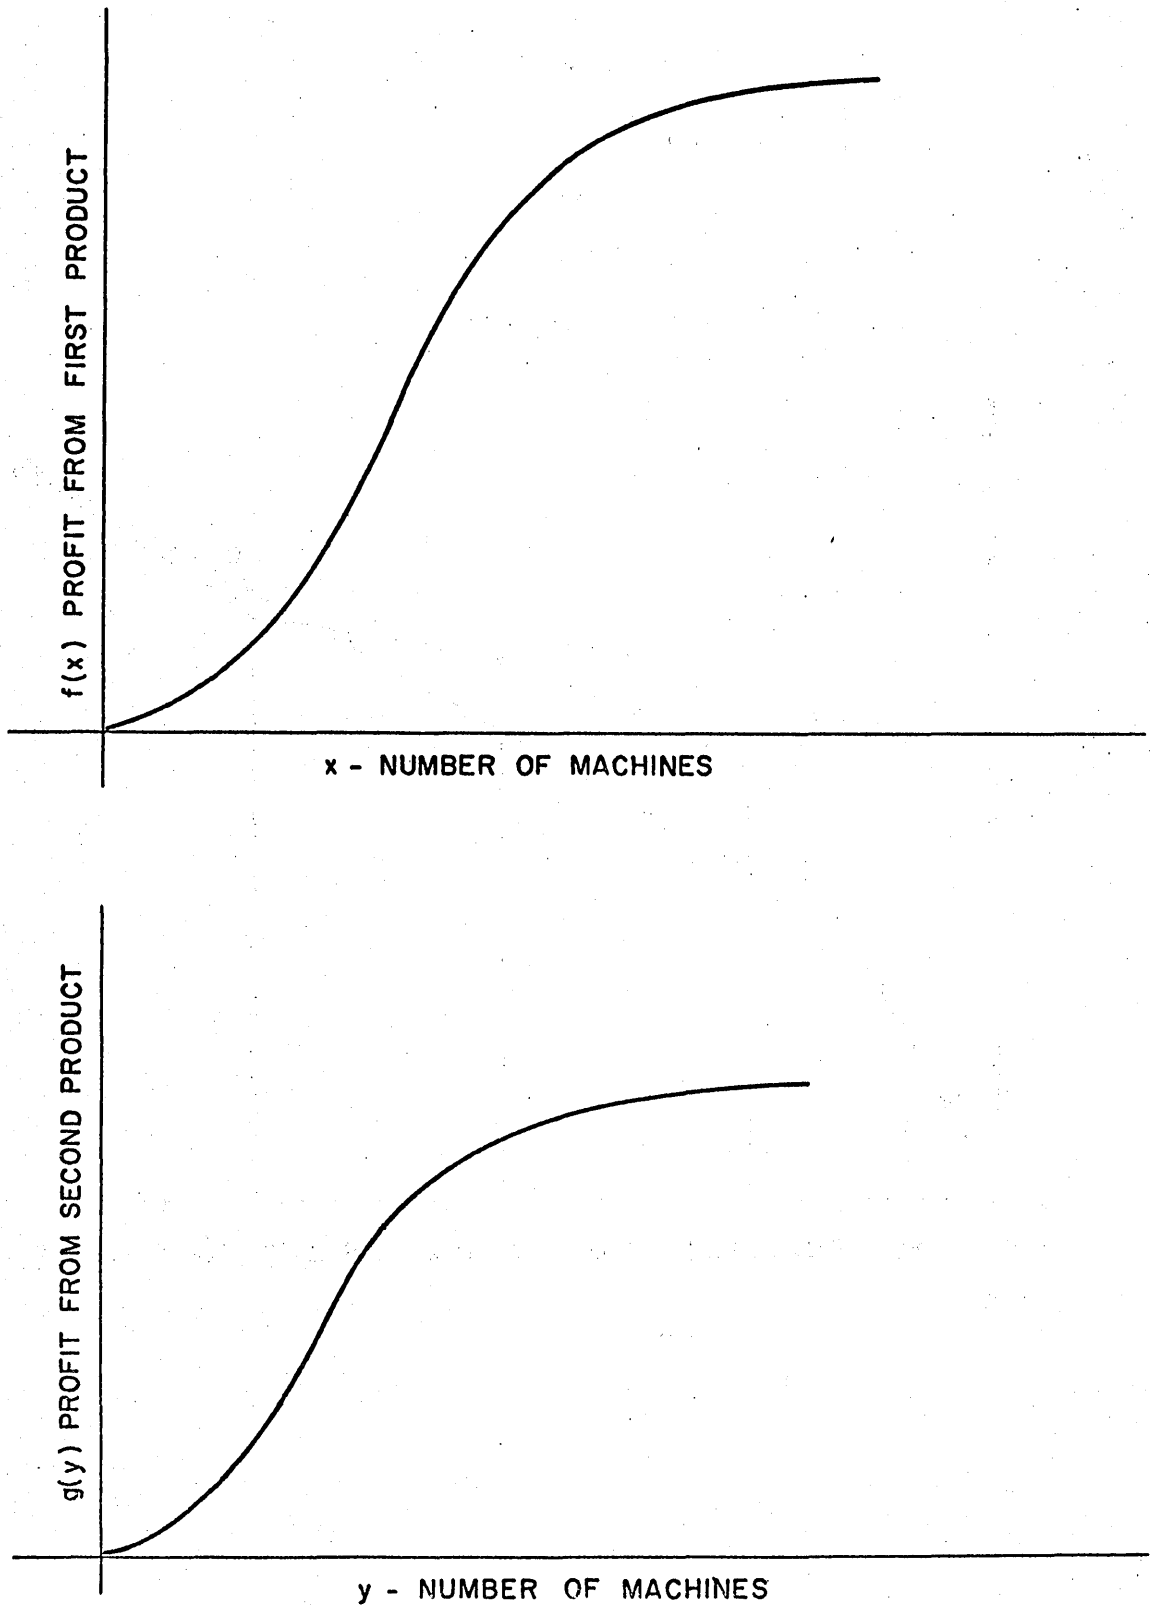 f(x) PROFIT FROM FIRST PRODUCT
x - NUMBER OF MACHINES
g(y) PROFIT FROM SECOND PRODUCT
y - NUMBER OF MACHINES